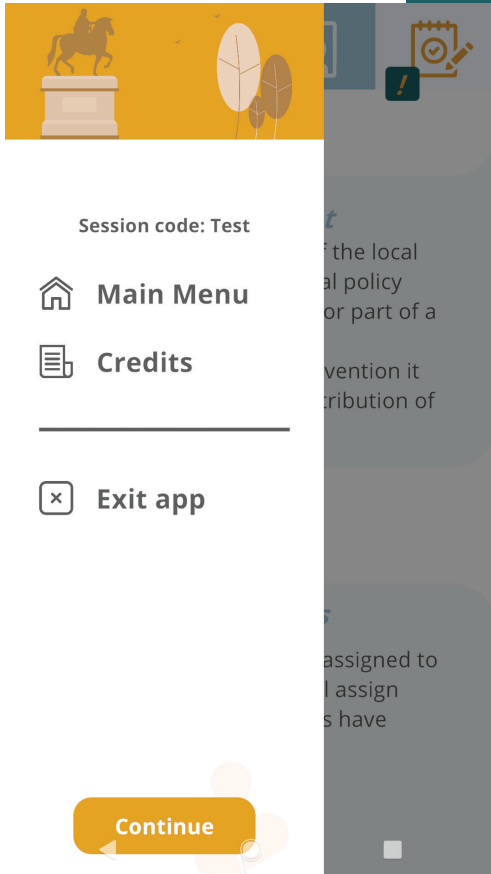 !
Session code: Test
t
f the local
Main Menu
al policy
or part of a
Credits
vention it
tribution of
Exit app
s
assigned to
l assign
s have
Continue